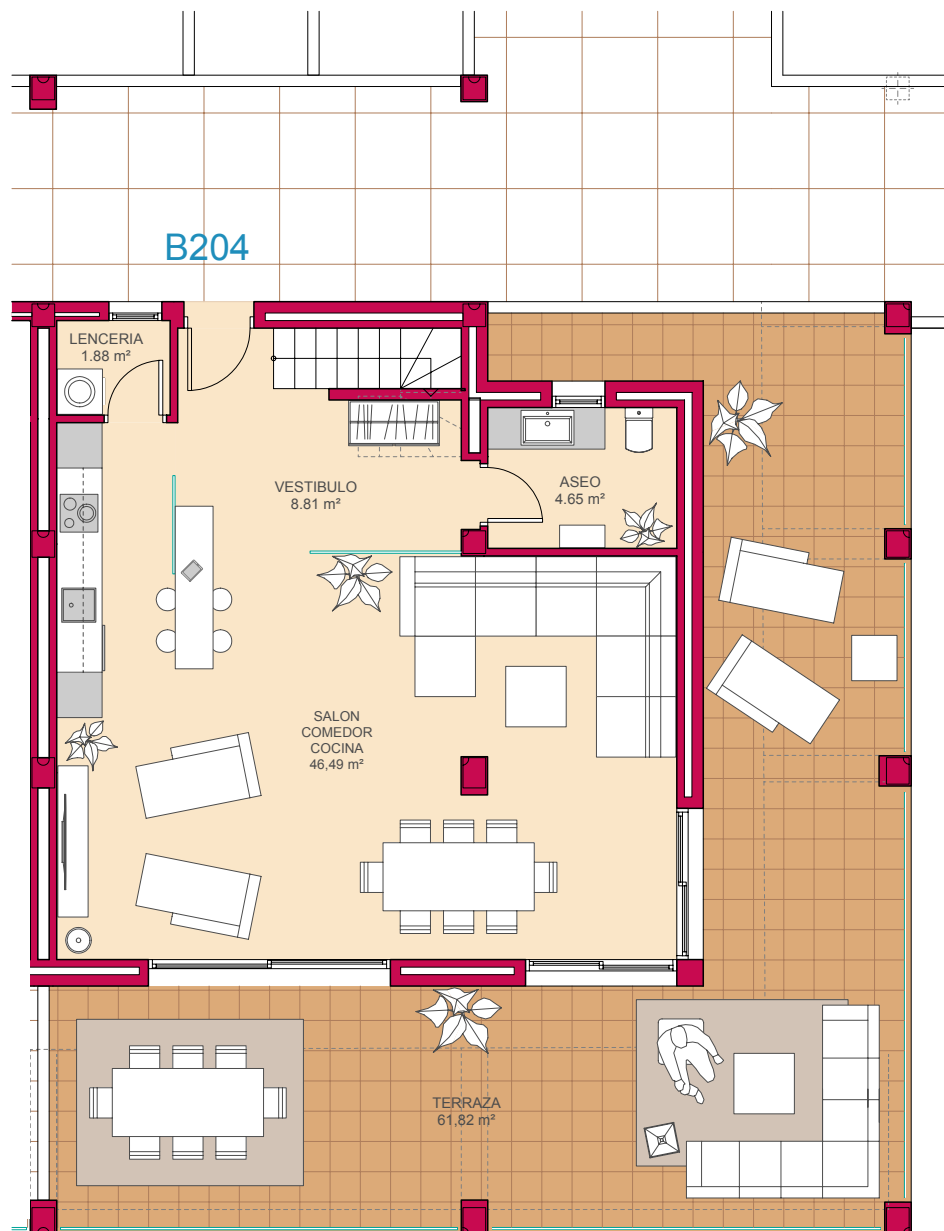 B204
LENCERIA
1.88 m²
VESTIBULO
8.81 m²
ASEO
4.65 m²
SALON
COMEDOR
COCINA
46,49 m²
TERRAZA
61,82 m²